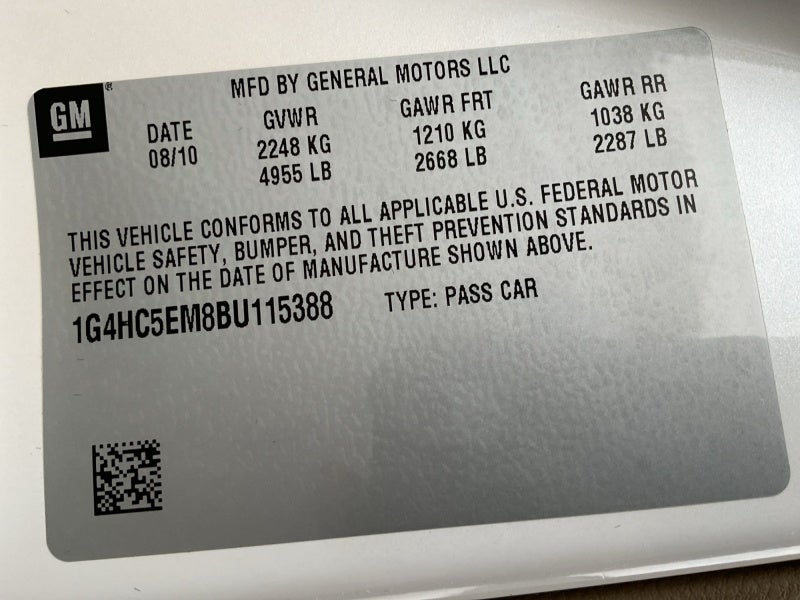 GM®
MFD BY GENERAL MOTORS LLC
DATE GVWR GAWR FRT GAWR RR
08/10 2248 KG 1210 KG 1038 KG
4955 LB 2668 LB 2287 LB
THIS VEHICLE CONFORMS TO ALL APPLICABLE U.S. FEDERAL MOTOR
VEHICLE SAFETY, BUMPER, AND THEFT PREVENTION STANDARDS IN
EFFECT ON THE DATE OF MANUFACTURE SHOWN ABOVE.
1G4HC5EM8BU115388 TYPE: PASS CAR